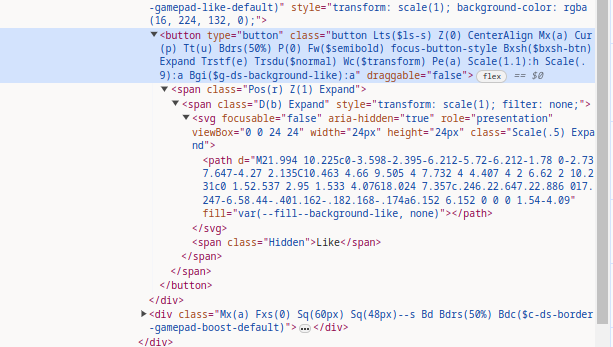 -gamepad-like-default)" style="transform: scale(1); background-color: rgba
(16, 224, 132, 0);">
<button type="button" class="button Lts($ls-s) Z(0) CenterAlign Mx(a) Cur
(p) Tt(u) Bdrs(50%) P(0) Fw($semibold) focus-button-style Bxsh($bxsh-btn)
Expand Trstf(e) Trsdu($normal) Wc($transform) Pe(a) Scale(1.1):h Scale(.
9):a Bgi($g-ds-background-like):a" draggable="false"> flex == $0
<span class="Pos(r) Z(1) Expand">
<span class="D(b) Expand" style="transform: scale(1); filter: none;">
<svg focusable="false" aria-hidden="true" role="presentation"
viewBox="0 0 24 24" width="24px" height="24px" class="Scale(.5) Expa
nd">
<path d="M21.994 10.225c0-3.598-2.395-6.212-5.72-6.212-1.78 0-2.73
7.647-4.27 2.135C10.463 4.66 9.505 4 7.732 4 4.407 4 2 6.62 2 10.2
31c0 1.52.537 2.95 1.533 4.07618.024 7.357c.246.22.647.22.886 017.
247-6.58.44-.401.162-.182.168-.174a6.152 6.152 0 0 0 1.54-4.09"
fill="var(--fill--background-like, none)"></path>
</svg>
<span class="Hidden">Like</span>
</span>
</span>
</button>
</div>
<div class="Mx(a) Fxs(0) Sq(60px) Sq(48px)--s Bd Bdrs(50%) Bdc($c-ds-border
-gamepad-boost-default)"> … </div>
</div>